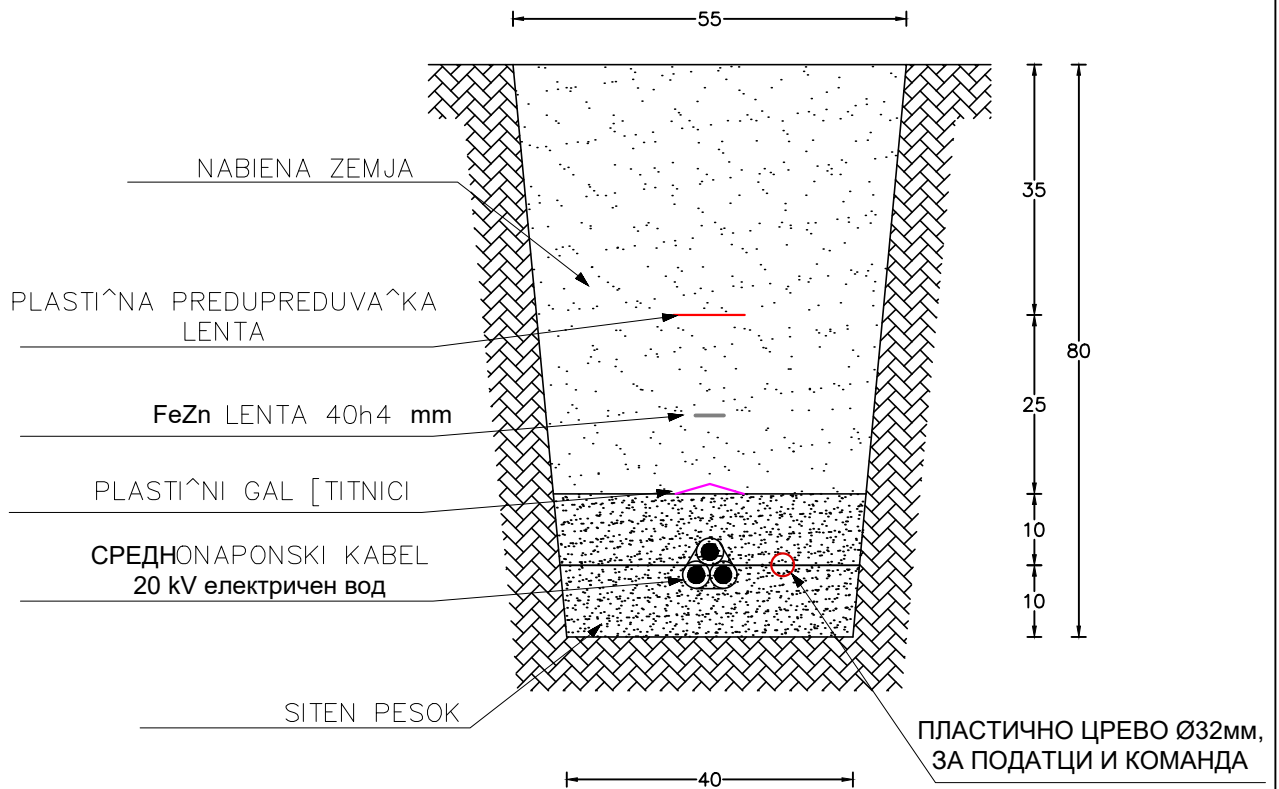 55
NABIENA ZEMJA
35
PLASTI^NA PREDUPREDUVA^KA
LENTA
80
25
FeZn LENTA 40h4 mm
PLASTI^NI GAL [TITNICI
10
СРЕДНONAPONSKI KABEL
20 kV електричен вод
10
SITEN PESOK
ПЛАСТИЧНО ЦРЕВО Ø32мм,
ЗА ПОДАТЦИ И КОМАНДА
40